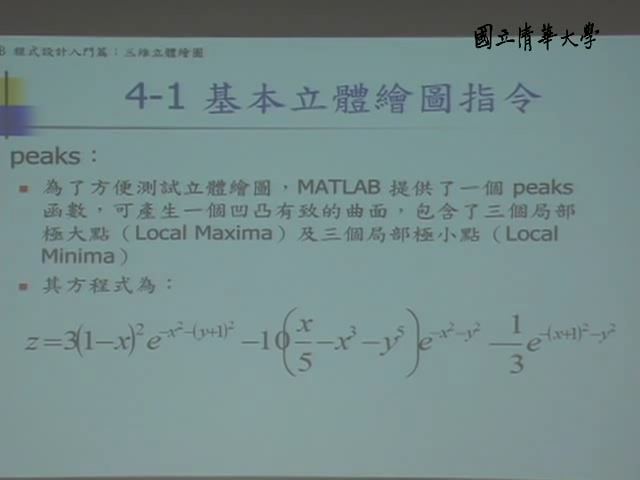 國立清華大學
B 程式設計入門篇：三維立體繪圖
4-1 基本立體繪圖指令
peaks：
為了方便測試立體繪圖，MATLAB 提供了一個 peaks
函數，可產生一個凹凸有致的曲面，包含了三個局部
極大點（Local Maxima）及三個局部極小點（Local
Minima）
其方程式為：
z=3(1−x)²e^{−x²−(y+1)²} −10(x/5−x³−y⁵)e^{−x²−y²} −1/3 e^{−(x+1)²−y²}